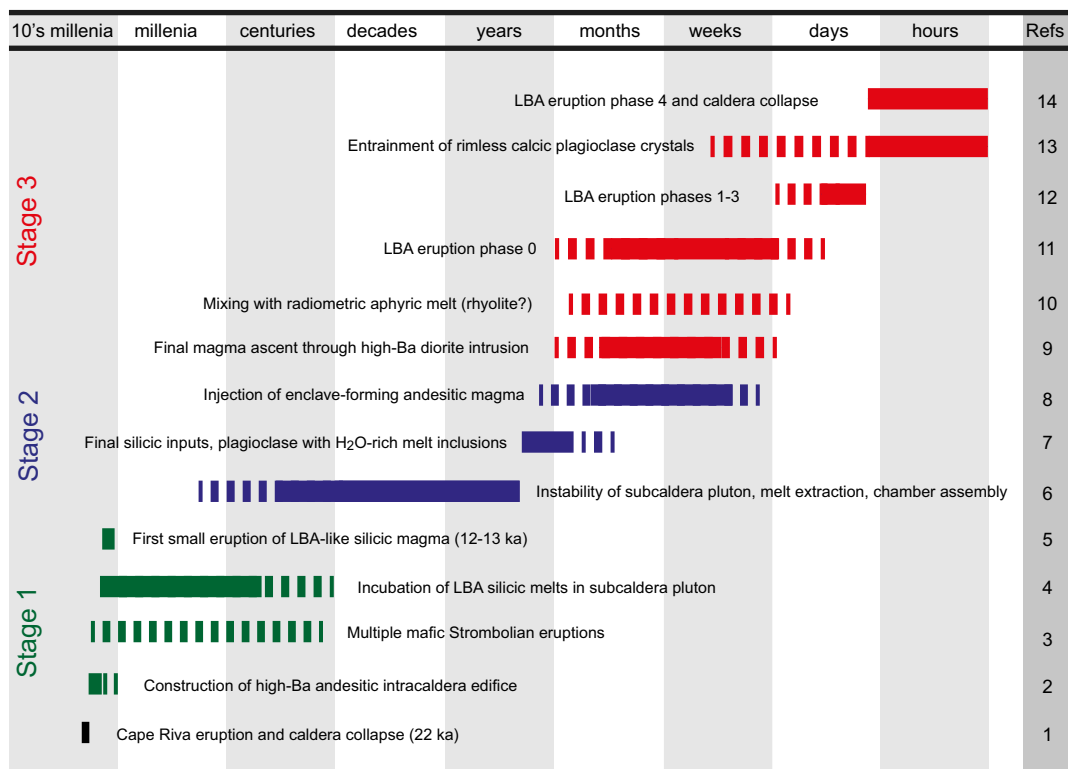 10's millenia millenia centuries decades years months weeks days hours Refs
LBA eruption phase 4 and caldera collapse 14
Entrainment of rimless calcic plagioclase crystals 13
LBA eruption phases 1-3 12
LBA eruption phase 0 11
Mixing with radiometric aphyric melt (rhyolite?) 10
Final magma ascent through high-Ba diorite intrusion 9
Injection of enclave-forming andesitic magma 8
Final silicic inputs, plagioclase with H2O-rich melt inclusions 7
Instability of subcaldera pluton, melt extraction, chamber assembly 6
First small eruption of LBA-like silicic magma (12-13 ka) 5
Incubation of LBA silicic melts in subcaldera pluton 4
Multiple mafic Strombolian eruptions 3
Construction of high-Ba andesitic intracaldera edifice 2
Cape Riva eruption and caldera collapse (22 ka) 1
Stage 3
Stage 2
Stage 1